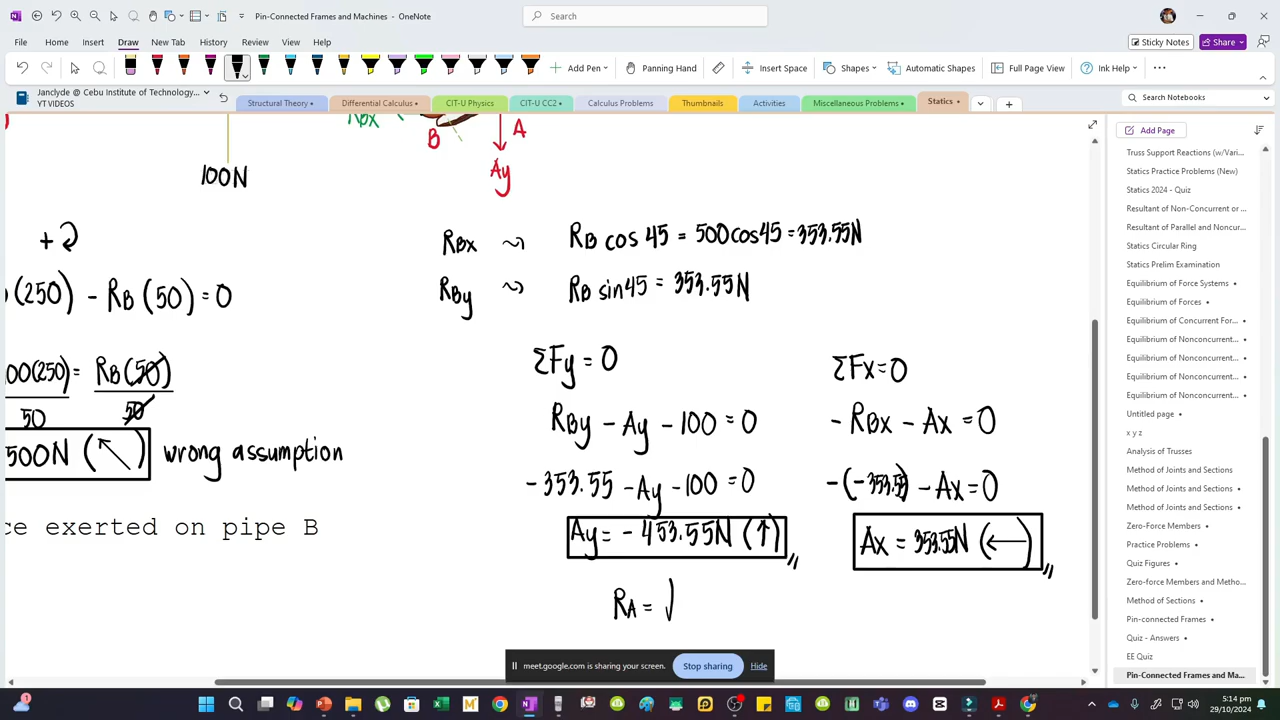 Pin-Connected Frames and Machines - OneNote
Search
File Home Insert Draw New Tab History Review View Help
Sticky Notes Share
Add Pen Panning Hand Insert Space Shapes Automatic Shapes Full Page View Ink Help
Janclyde @ Cebu Institute of Technology...
YT VIDEOS
Structural Theory Differential Calculus CIT-U Physics CIT-U CC2 Calculus Problems Thumbnails Activities Miscellaneous Problems Statics
Search Notebooks
Add Page
Truss Support Reactions (w/Vari...
Statics Practice Problems (New)
Statics 2024 - Quiz
Resultant of Non-Concurrent or ...
Resultant of Parallel and Noncur...
Statics Circular Ring
Statics Prelim Examination
Equilibrium of Force Systems
Equilibrium of Forces
Equilibrium of Concurrent For...
Equilibrium of Nonconcurrent...
Equilibrium of Nonconcurrent...
Equilibrium of Nonconcurrent...
Equilibrium of Nonconcurrent...
Untitled page
x y z
Analysis of Trusses
Method of Joints and Sections
Method of Joints and Sections
Method of Joints and Sections
Zero-Force Members
Practice Problems
Quiz Figures
Zero-force Members and Metho...
Method of Sections
Pin-connected Frames
Quiz - Answers
EE Quiz
Pin-Connected Frames and Ma...
RBx
B A
Ay
100N
+
(250) - RB (50) = 0
00(250) = RB(50)
50 50
500N (↖) wrong assumption
ce exerted on pipe B
RBx ~> RB cos 45 = 500cos45 = 353.55N
RBy ~> RB sin45 = 353.55N
ΣFy = 0
RBy - Ay - 100 = 0
- 353.55 - Ay - 100 = 0
Ay = - 453.55N (↑)
RA = √
ΣFx = 0
- RBx - Ax = 0
-(-353.55) - Ax = 0
Ax = 353.55N (←)
meet.google.com is sharing your screen. Stop sharing Hide
5:14 pm
29/10/2024